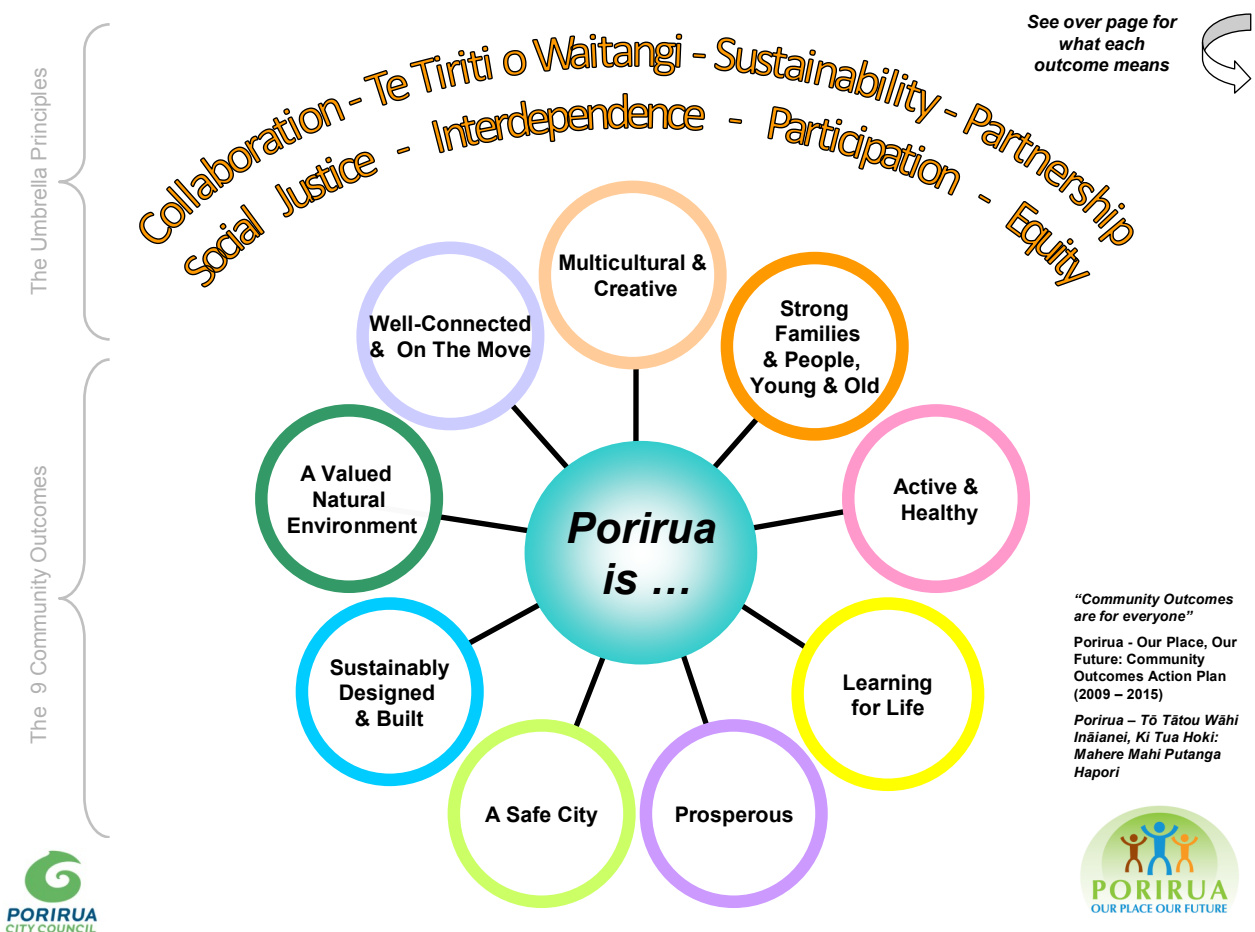 See over page for
what each
outcome means
The Umbrella Principles
Collaboration - Te Tiriti o Waitangi - Sustainability - Partnership
Social Justice - Interdependence - Participation - Equity
The 9 Community Outcomes
Multicultural &
Creative
Strong
Families
& People,
Young & Old
Active &
Healthy
Learning
for Life
Prosperous
A Safe City
Sustainably
Designed
& Built
A Valued
Natural
Environment
Well-Connected
& On The Move
Porirua
is ...
“Community Outcomes
are for everyone”
Porirua - Our Place, Our
Future: Community
Outcomes Action Plan
(2009 – 2015)
Porirua – Tō Tātou Wāhi
Ināianei, Ki Tua Hoki:
Mahere Mahi Putanga
Hapori
PORIRUA
CITY COUNCIL
PORIRUA
OUR PLACE OUR FUTURE